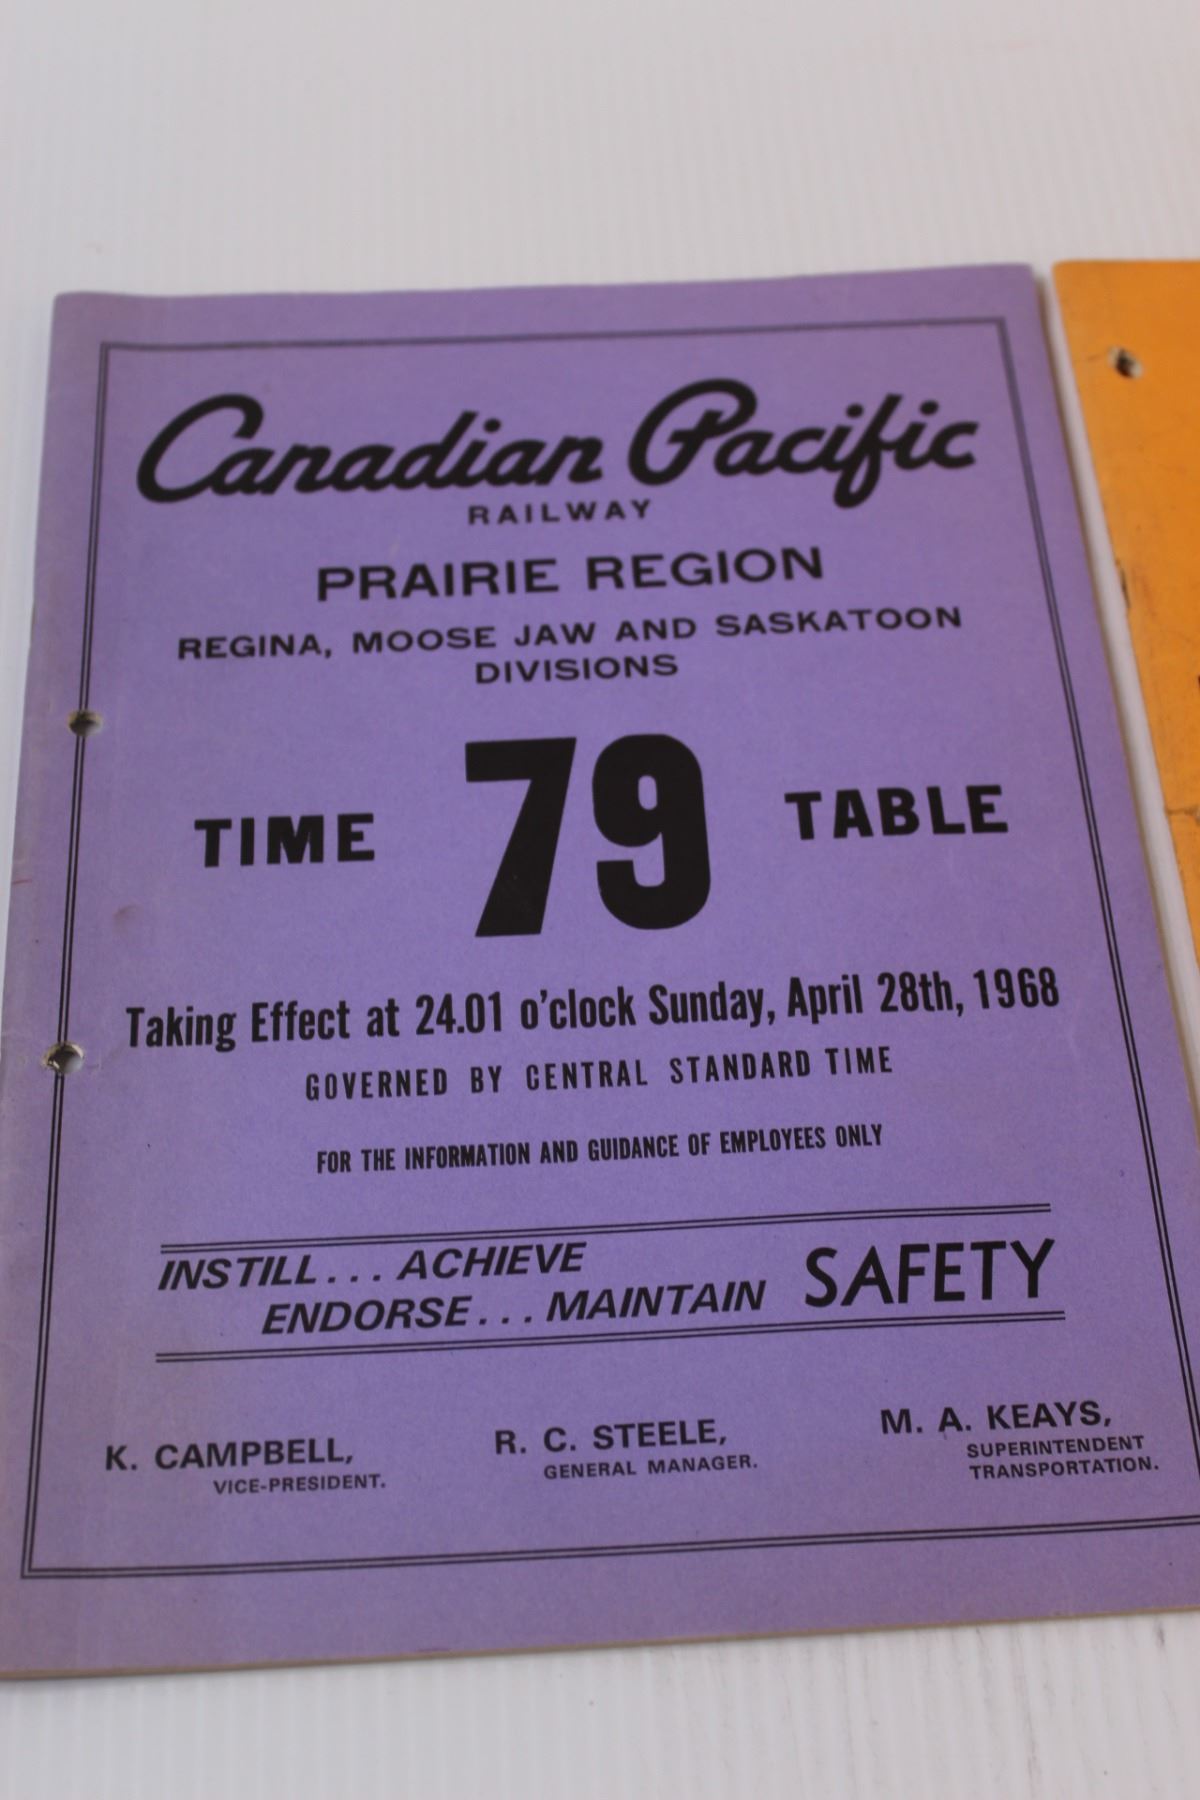 Canadian Pacific
RAILWAY
PRAIRIE REGION
REGINA, MOOSE JAW AND SASKATOON
DIVISIONS
TIME 79 TABLE
Taking Effect at 24.01 o'clock Sunday, April 28th, 1968
GOVERNED BY CENTRAL STANDARD TIME
FOR THE INFORMATION AND GUIDANCE OF EMPLOYEES ONLY
INSTILL... ACHIEVE
ENDORSE... MAINTAIN SAFETY
K. CAMPBELL,
VICE-PRESIDENT.
R. C. STEELE,
GENERAL MANAGER.
M. A. KEAYS,
SUPERINTENDENT
TRANSPORTATION.